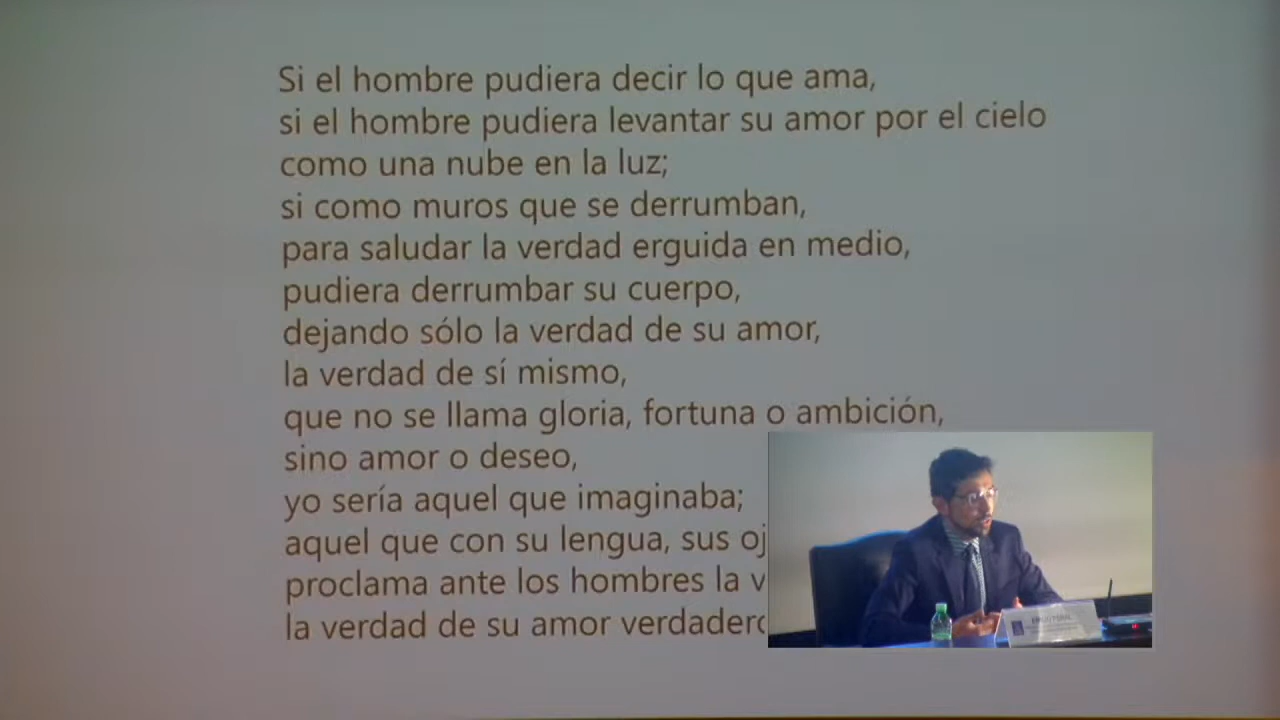 Si el hombre pudiera decir lo que ama,
si el hombre pudiera levantar su amor por el cielo
como una nube en la luz;
si como muros que se derrumban,
para saludar la verdad erguida en medio,
pudiera derrumbar su cuerpo,
dejando sólo la verdad de su amor,
la verdad de sí mismo,
que no se llama gloria, fortuna o ambición,
sino amor o deseo,
yo sería aquel que imaginaba;
aquel que con su lengua, sus oj
proclama ante los hombres la v
la verdad de su amor verdadero